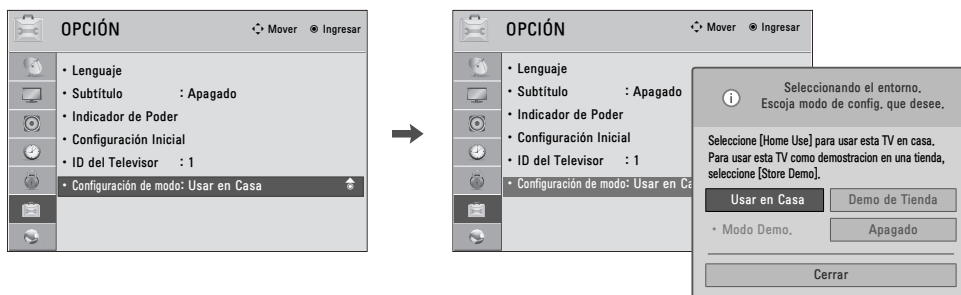 OPCIÓN
Mover
Ingresar
• Lenguaje
• Subtítulo : Apagado
• Indicador de Poder
• Configuración Inicial
• ID del Televisor : 1
• Configuración de modo: Usar en Casa
OPCIÓN
Mover
Ingresar
• Lenguaje
• Subtítulo : Apagado
• Indicador de Poder
• Configuración Inicial
• ID del Televisor : 1
• Configuración de modo: Usar en Ca
i
Seleccionando el entorno.
Escoja modo de config. que desee.
Seleccione [Home Use] para usar esta TV en casa.
Para usar esta TV como demostracion en una tienda,
seleccione [Store Demo].
Usar en Casa
Demo de Tienda
• Modo Demo.
Apagado
Cerrar